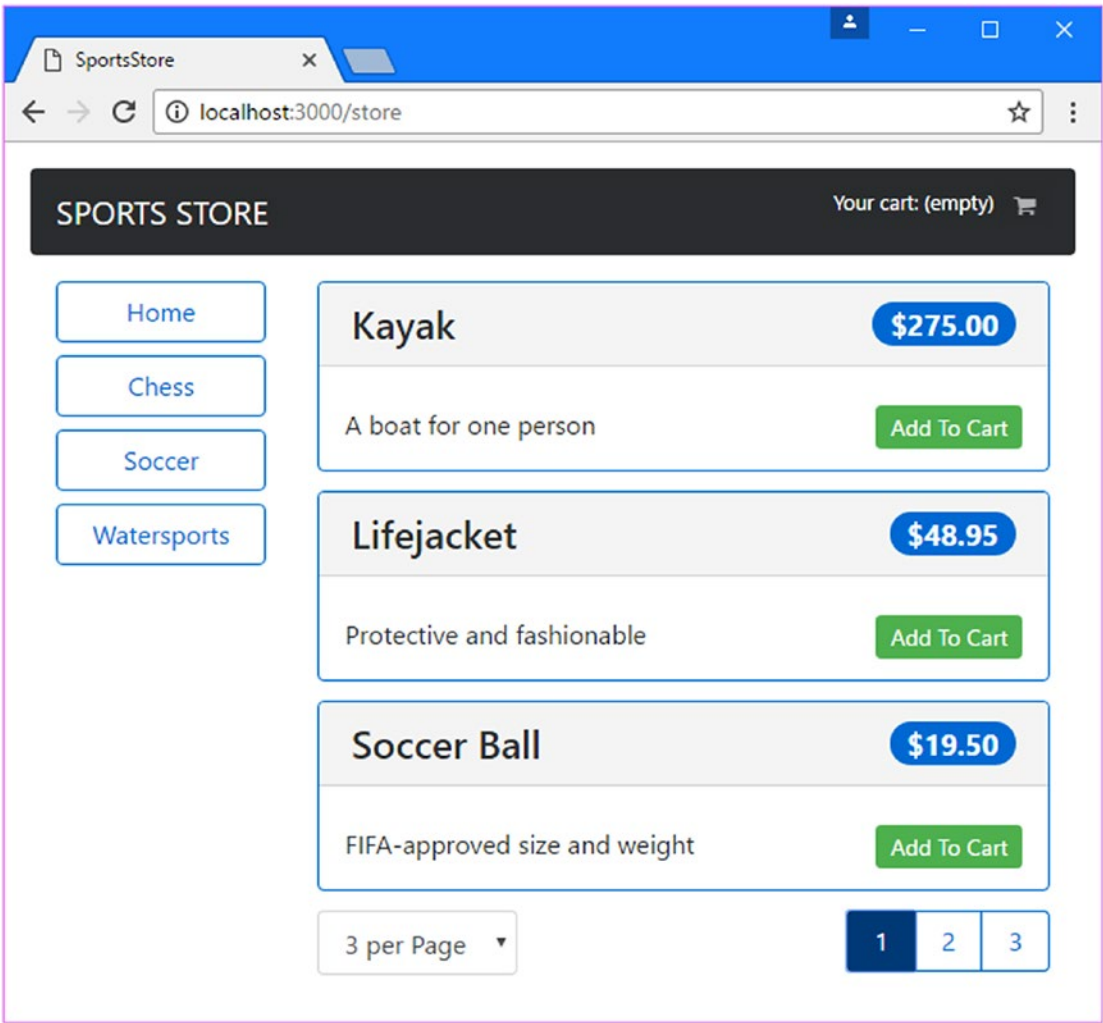 SportsStore
localhost:3000/store
SPORTS STORE
Your cart: (empty)
Home
Chess
Soccer
Watersports
Kayak
$275.00
A boat for one person
Add To Cart
Lifejacket
$48.95
Protective and fashionable
Add To Cart
Soccer Ball
$19.50
FIFA-approved size and weight
Add To Cart
3 per Page
1 2 3